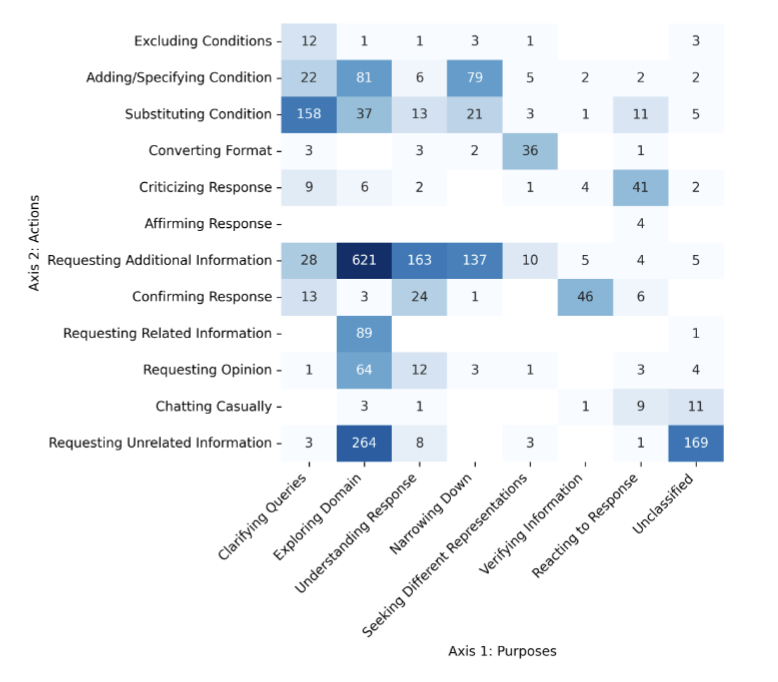 Excluding Conditions 12 1 1 3 1 3
Adding/Specifying Condition 22 81 6 79 5 2 2 2
Substituting Condition 158 37 13 21 3 1 11 5
Converting Format 3 3 2 36 1
Criticizing Response 9 6 2 1 4 41 2
Affirming Response 4
Axis 2: Actions
Requesting Additional Information 28 621 163 137 10 5 4 5
Confirming Response 13 3 24 1 46 6
Requesting Related Information 89 1
Requesting Opinion 1 64 12 3 1 3 4
Chatting Casually 3 1 1 9 11
Requesting Unrelated Information 3 264 8 3 1 169
Clarifying Queries
Exploring Domain
Understanding Response
Narrowing Down
Seeking Different Representations
Verifying Information
Reacting to Response
Unclassified
Axis 1: Purposes